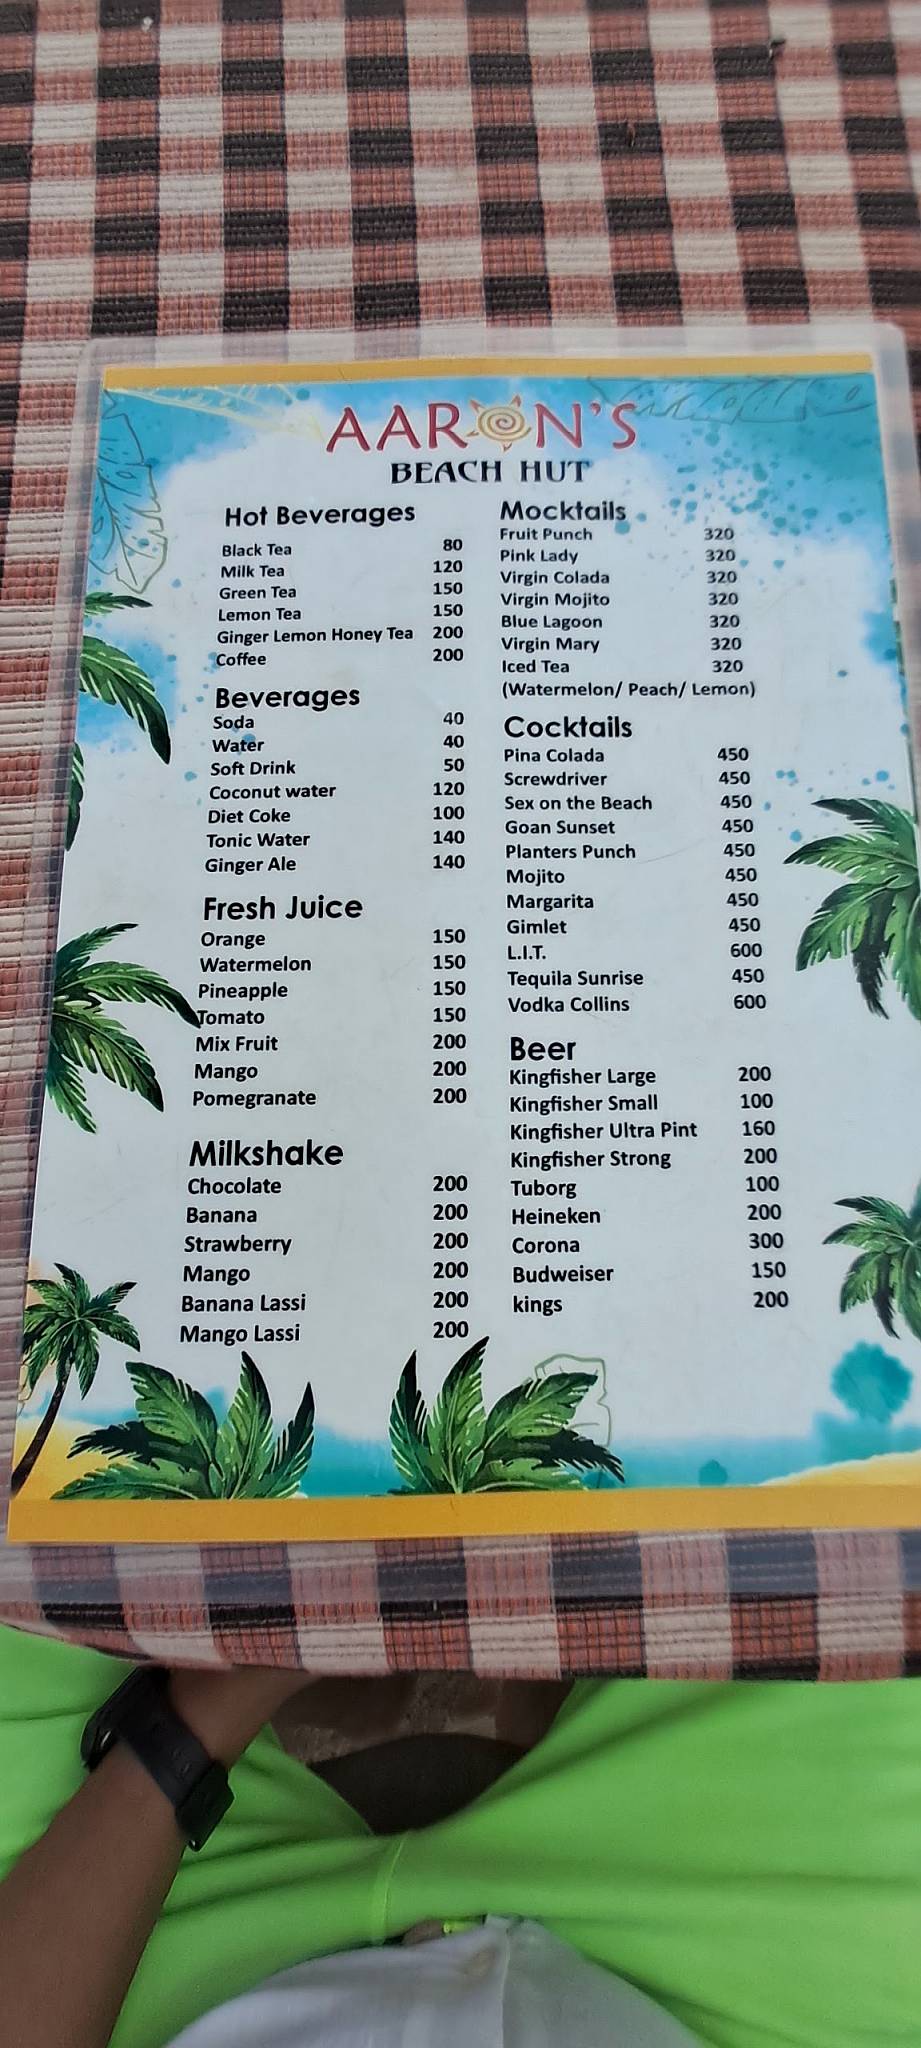 AARON'S
BEACH HUT
Hot Beverages
Black Tea 80
Milk Tea 120
Green Tea 150
Lemon Tea 150
Ginger Lemon Honey Tea 200
Coffee 200
Beverages
Soda 40
Water 40
Soft Drink 50
Coconut water 120
Diet Coke 100
Tonic Water 140
Ginger Ale 140
Fresh Juice
Orange 150
Watermelon 150
Pineapple 150
Tomato 150
Mix Fruit 200
Mango 200
Pomegranate 200
Milkshake
Chocolate 200
Banana 200
Strawberry 200
Mango 200
Banana Lassi 200
Mango Lassi 200
Mocktails
Fruit Punch 320
Pink Lady 320
Virgin Colada 320
Virgin Mojito 320
Blue Lagoon 320
Virgin Mary 320
Iced Tea 320
(Watermelon/ Peach/ Lemon)
Cocktails
Pina Colada 450
Screwdriver 450
Sex on the Beach 450
Goan Sunset 450
Planters Punch 450
Mojito 450
Margarita 450
Gimlet 450
L.I.T. 600
Tequila Sunrise 450
Vodka Collins 600
Beer
Kingfisher Large 200
Kingfisher Small 100
Kingfisher Ultra Pint 160
Kingfisher Strong 200
Tuborg 100
Heineken 200
Corona 300
Budweiser 150
kings 200